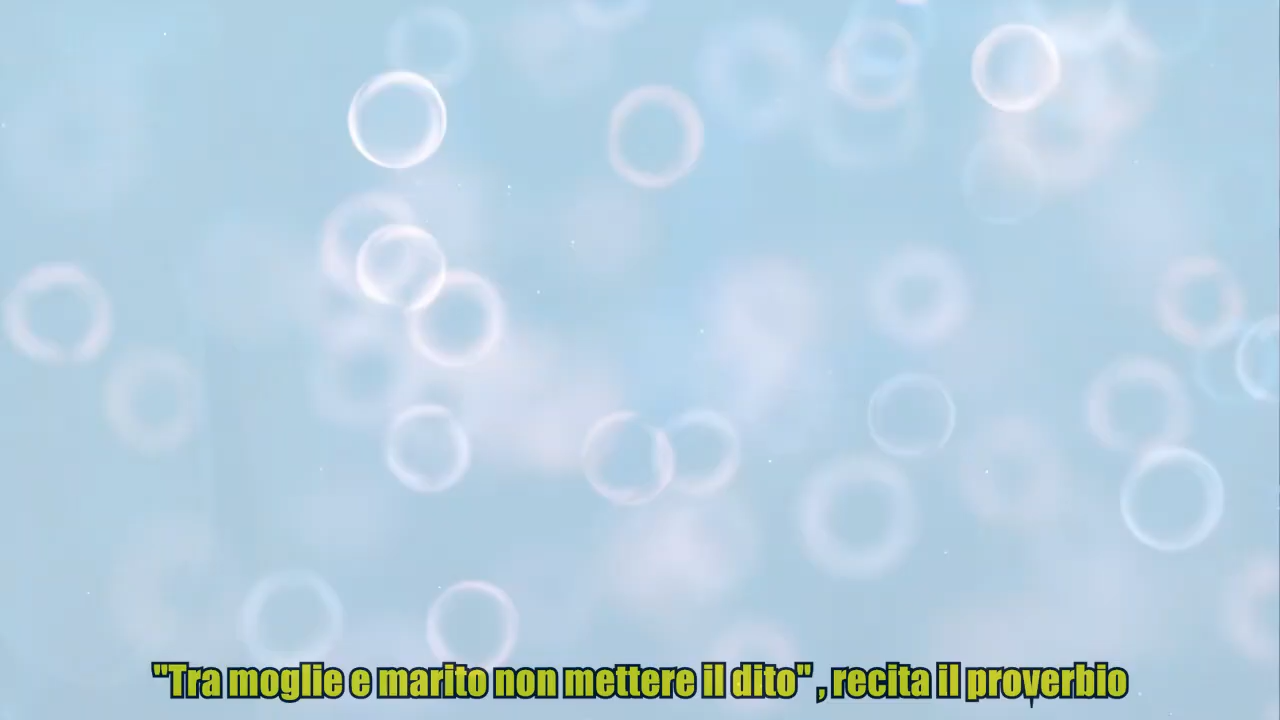 "Tra moglie e marito non mettere il dito" , recita il proverbio